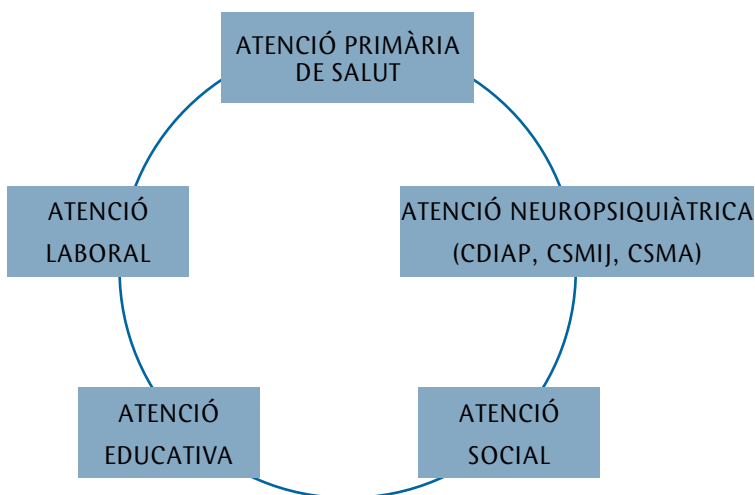 ATENCIÓ PRIMÀRIA
DE SALUT
ATENCIÓ
LABORAL
ATENCIÓ NEUROPSIQUIÀTRICA
(CDIAP, CSMIJ, CSMA)
ATENCIÓ
EDUCATIVA
ATENCIÓ
SOCIAL